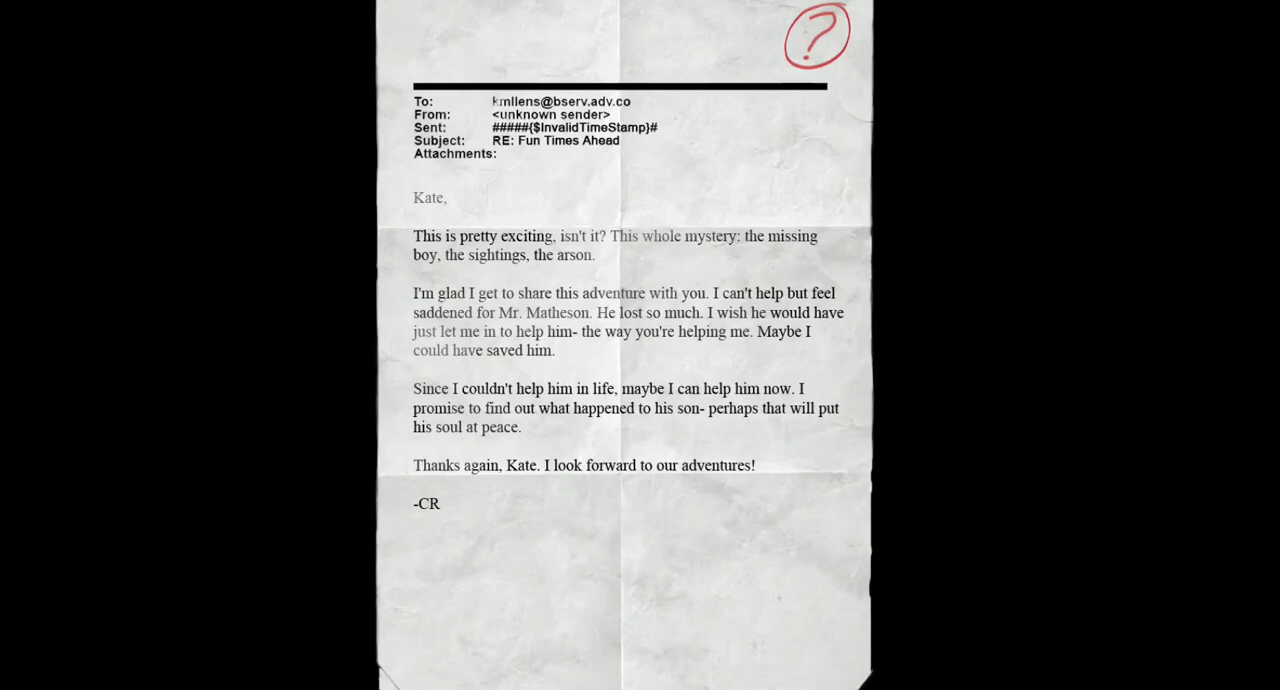 ?
To: kmllens@bserv.adv.co
From: <unknown sender>
Sent: #####{$InvalidTimeStamp}#
Subject: RE: Fun Times Ahead
Attachments:
Kate,
This is pretty exciting, isn't it? This whole mystery: the missing
boy, the sightings, the arson.
I'm glad I get to share this adventure with you. I can't help but feel
saddened for Mr. Matheson. He lost so much. I wish he would have
just let me in to help him- the way you're helping me. Maybe I
could have saved him.
Since I couldn't help him in life, maybe I can help him now. I
promise to find out what happened to his son- perhaps that will put
his soul at peace.
Thanks again, Kate. I look forward to our adventures!
-CR